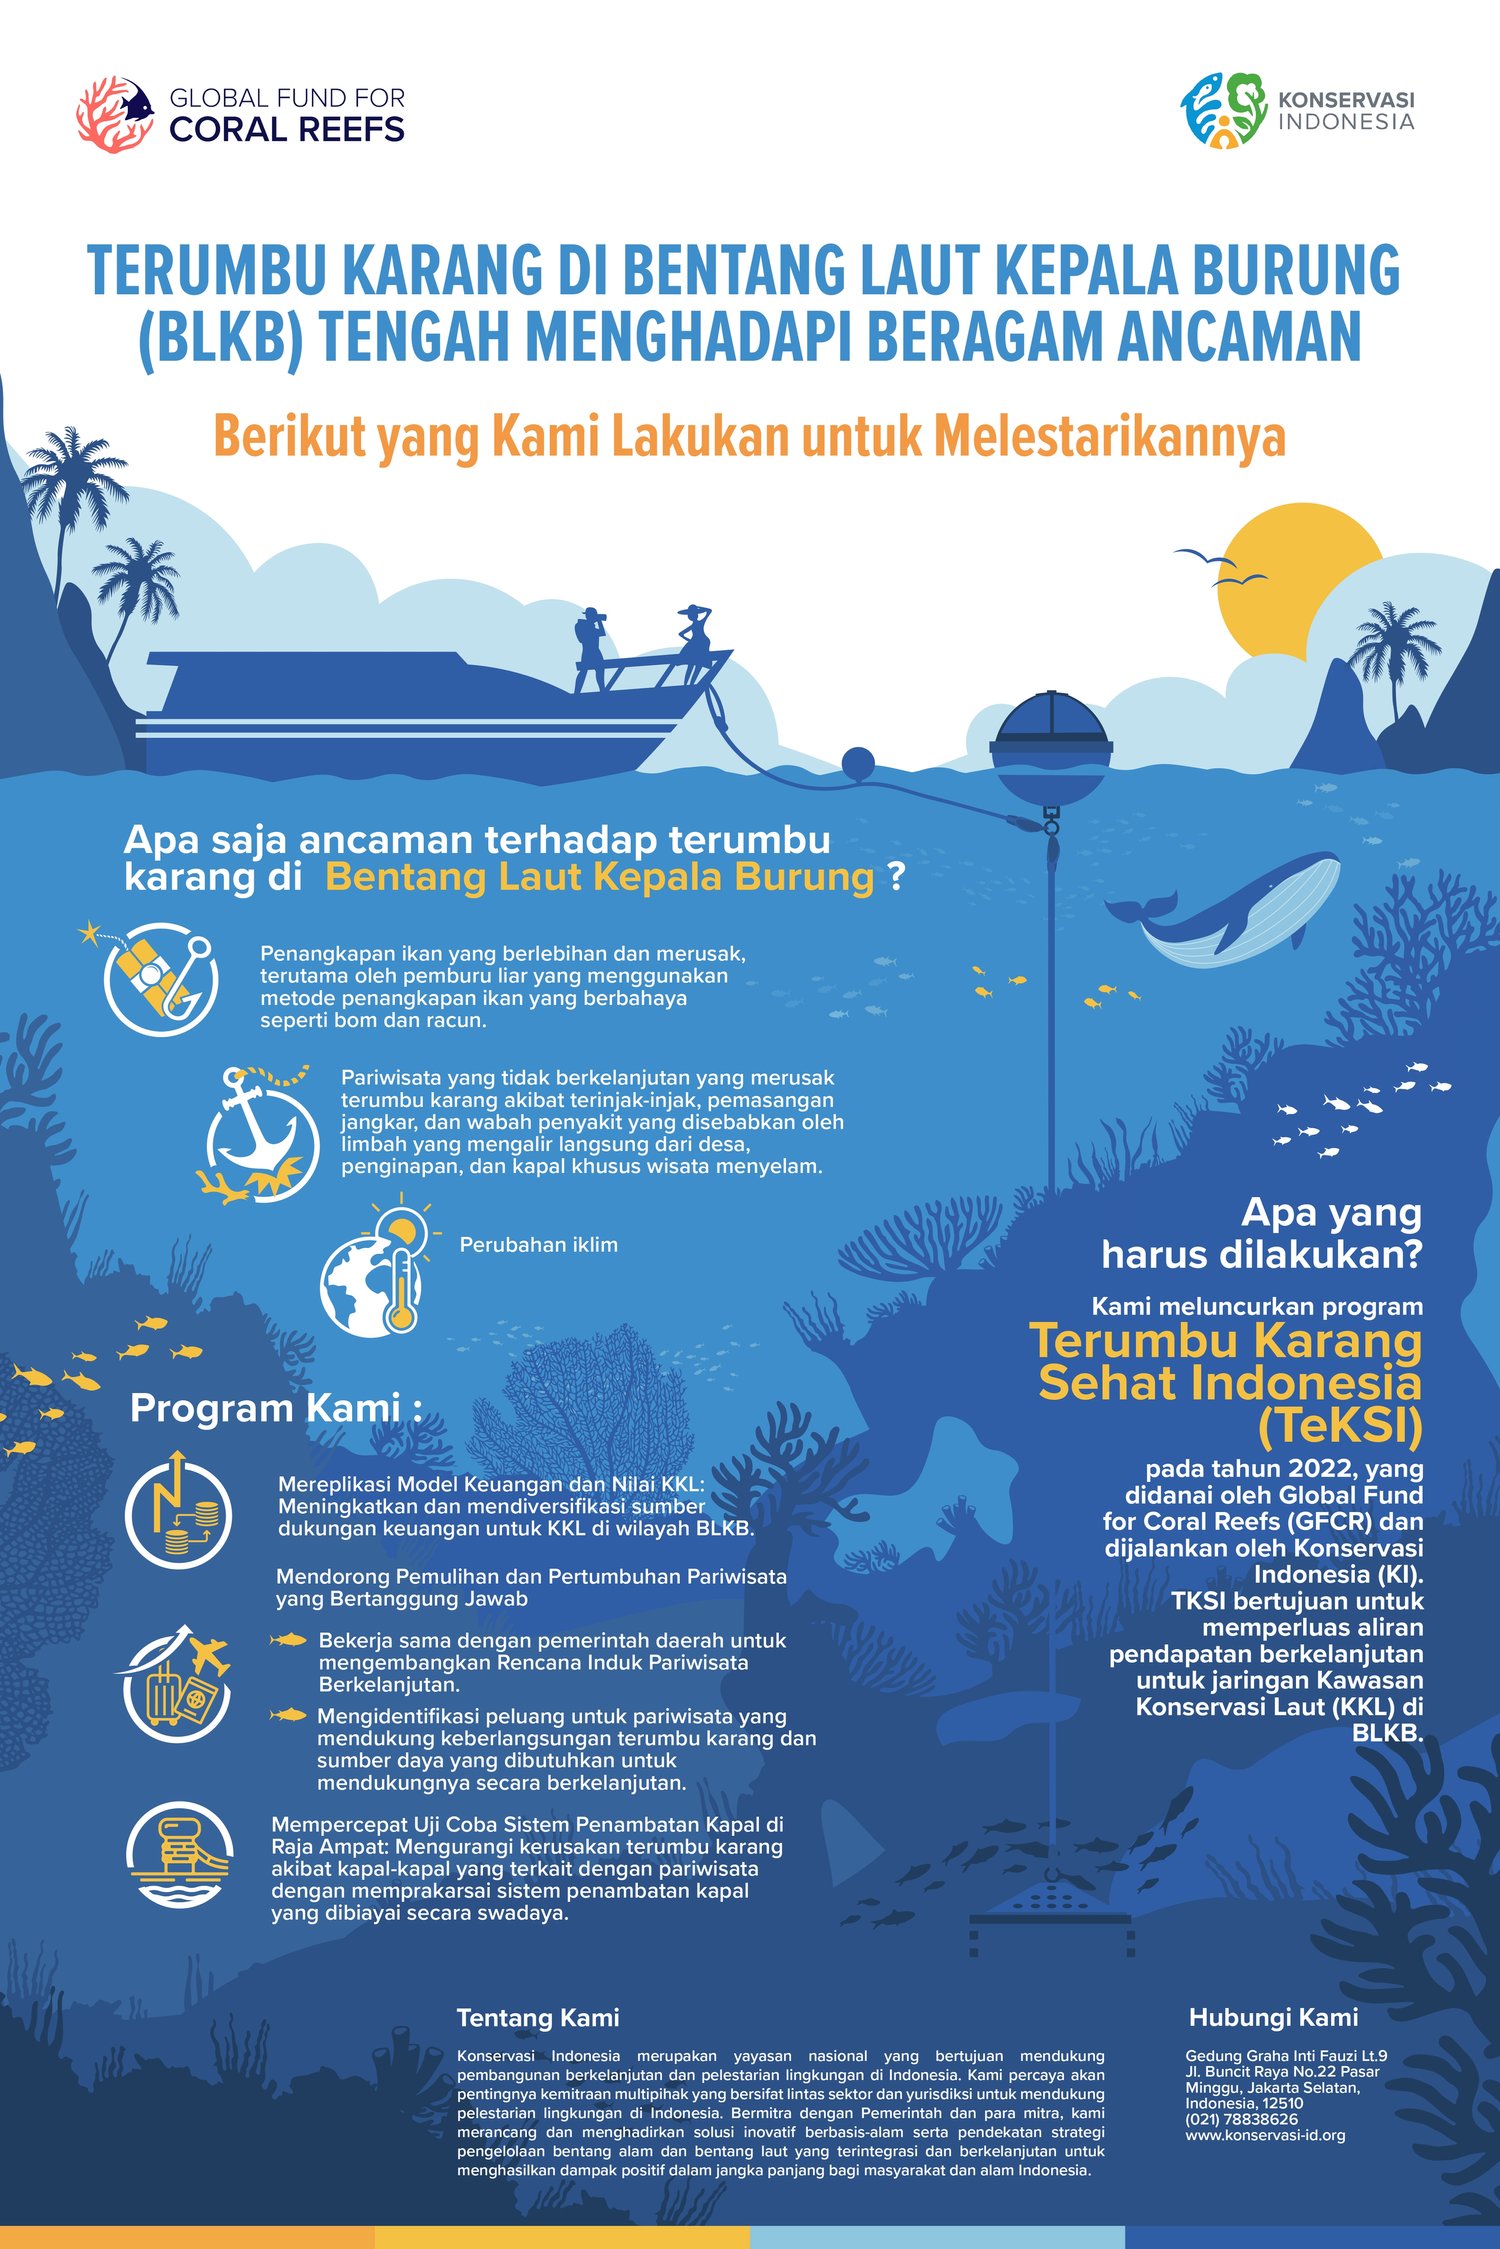 GLOBAL FUND FOR
CORAL REEFS
KONSERVASI
INDONESIA
TERUMBU KARANG DI BENTANG LAUT KEPALA BURUNG
(BLKB) TENGAH MENGHADAPI BERAGAM ANCAMAN
Berikut yang Kami Lakukan untuk Melestarikannya
Apa saja ancaman terhadap terumbu
karang di Bentang Laut Kepala Burung ?
Penangkapan ikan yang berlebihan dan merusak,
terutama oleh pemburu liar yang menggunakan
metode penangkapan ikan yang berbahaya
seperti bom dan racun.
Pariwisata yang tidak berkelanjutan yang merusak
terumbu karang akibat terinjak-injak, pemasangan
jangkar, dan wabah penyakit yang disebabkan oleh
limbah yang mengalir langsung dari desa,
penginapan, dan kapal khusus wisata menyelam.
Perubahan iklim
Apa yang
harus dilakukan?
Kami meluncurkan program
Terumbu Karang
Sehat Indonesia
(TeKSI)
pada tahun 2022, yang
didanai oleh Global Fund
for Coral Reefs (GFCR) dan
dijalankan oleh Konservasi
Indonesia (KI).
TKSI bertujuan untuk
memperluas aliran
pendapatan berkelanjutan
untuk jaringan Kawasan
Konservasi Laut (KKL) di
BLKB.
Program Kami :
Mereplikasi Model Keuangan dan Nilai KKL:
Meningkatkan dan mendiversifikasi sumber
dukungan keuangan untuk KKL di wilayah BLKB.
Mendorong Pemulihan dan Pertumbuhan Pariwisata
yang Bertanggung Jawab
Bekerja sama dengan pemerintah daerah untuk
mengembangkan Rencana Induk Pariwisata
Berkelanjutan.
Mengidentifikasi peluang untuk pariwisata yang
mendukung keberlangsungan terumbu karang dan
sumber daya yang dibutuhkan untuk
mendukungnya secara berkelanjutan.
Mempercepat Uji Coba Sistem Penambatan Kapal di
Raja Ampat: Mengurangi kerusakan terumbu karang
akibat kapal-kapal yang terkait dengan pariwisata
dengan memprakarsai sistem penambatan kapal
yang dibiayai secara swadaya.
Tentang Kami
Konservasi Indonesia merupakan yayasan nasional yang bertujuan mendukung
pembangunan berkelanjutan dan pelestarian lingkungan di Indonesia. Kami percaya akan
pentingnya kemitraan multipihak yang bersifat lintas sektor dan yurisdiksi untuk mendukung
pelestarian lingkungan di Indonesia. Bermitra dengan Pemerintah dan para mitra, kami
merancang dan menghadirkan solusi inovatif berbasis-alam serta pendekatan strategi
pengelolaan bentang alam dan bentang laut yang terintegrasi dan berkelanjutan untuk
menghasilkan dampak positif dalam jangka panjang bagi masyarakat dan alam Indonesia.
Hubungi Kami
Gedung Graha Inti Fauzi Lt.9
Jl. Buncit Raya No.22 Pasar
Minggu, Jakarta Selatan,
Indonesia, 12510
(021) 78838626
www.konservasi-id.org